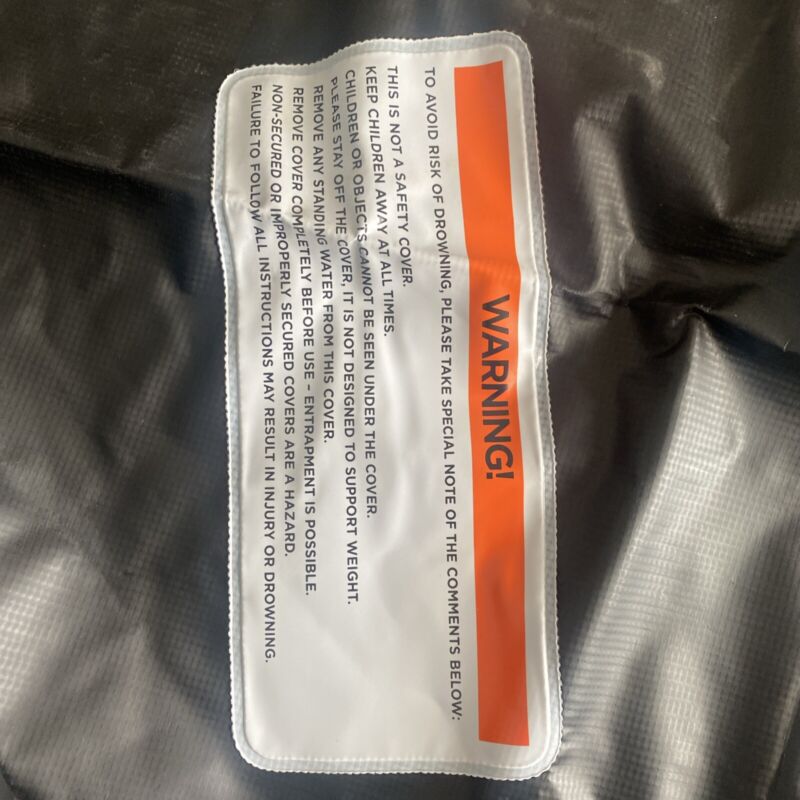 WARNING!
TO AVOID RISK OF DROWNING, PLEASE TAKE SPECIAL NOTE OF THE COMMENTS BELOW:
THIS IS NOT A SAFETY COVER.
KEEP CHILDREN AWAY AT ALL TIMES.
CHILDREN OR OBJECTS CANNOT BE SEEN UNDER THE COVER.
PLEASE STAY OFF THE COVER, IT IS NOT DESIGNED TO SUPPORT WEIGHT.
REMOVE ANY STANDING WATER FROM THIS COVER.
REMOVE COVER COMPLETELY BEFORE USE - ENTRAPMENT IS POSSIBLE.
NON-SECURED OR IMPROPERLY SECURED COVERS ARE A HAZARD.
FAILURE TO FOLLOW ALL INSTRUCTIONS MAY RESULT IN INJURY OR DROWNING.